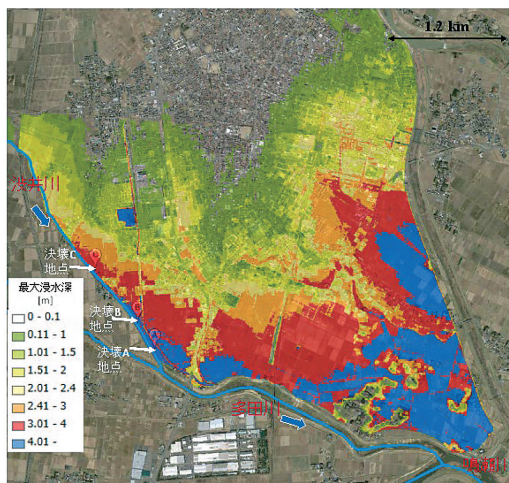 1.2 km
渋井川
決壊C
地点
最大浸水深
[m]
0 - 0.1
0.11 - 1
1.01 - 1.5
1.51 - 2
2.01 - 2.4
2.41 - 3
3.01 - 4
4.01 -
決壊B
地点
決壊A
地点
多田川
鳴瀬川